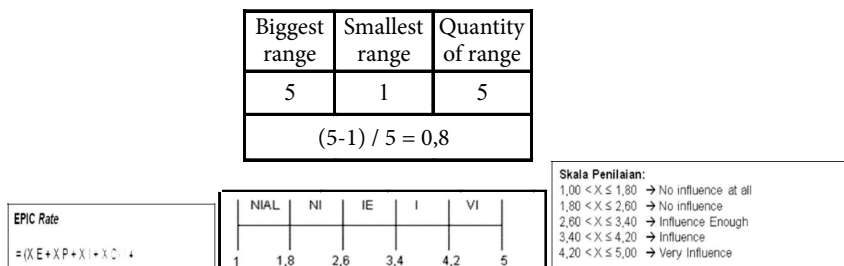 Biggest range Smallest range Quantity of range
5 1 5
(5-1) / 5 = 0,8
EPIC Rate
= (X E + X P + X I + X C
NIAL NI IE I VI
1 1,8 2,6 3,4 4,2 5
Skala Penilaian:
1,00 < X ≤ 1,80 → No influence at all
1,80 < X ≤ 2,60 → No influence
2,60 < X ≤ 3,40 → Influence Enough
3,40 < X ≤ 4,20 → Influence
4,20 < X ≤ 5,00 → Very Influence